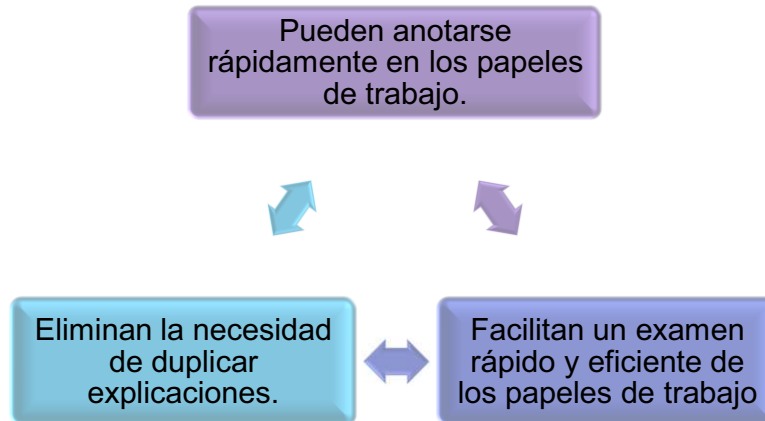 Pueden anotarse
rápidamente en los papeles
de trabajo.
Eliminan la necesidad
de duplicar
explicaciones.
Facilitan un examen
rápido y eficiente de
los papeles de trabajo